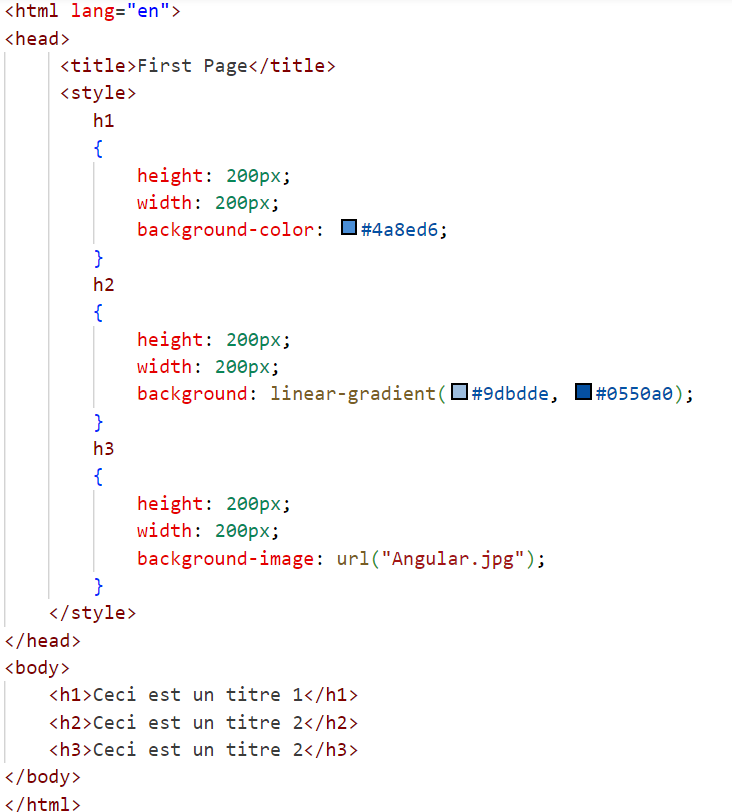 <html lang="en">
<head>
<title>First Page</title>
<style>
h1
{
height: 200px;
width: 200px;
background-color: #4a8ed6;
}
h2
{
height: 200px;
width: 200px;
background: linear-gradient(#9dbdde, #0550a0);
}
h3
{
height: 200px;
width: 200px;
background-image: url("Angular.jpg");
}
</style>
</head>
<body>
<h1>Ceci est un titre 1</h1>
<h2>Ceci est un titre 2</h2>
<h3>Ceci est un titre 2</h3>
</body>
</html>